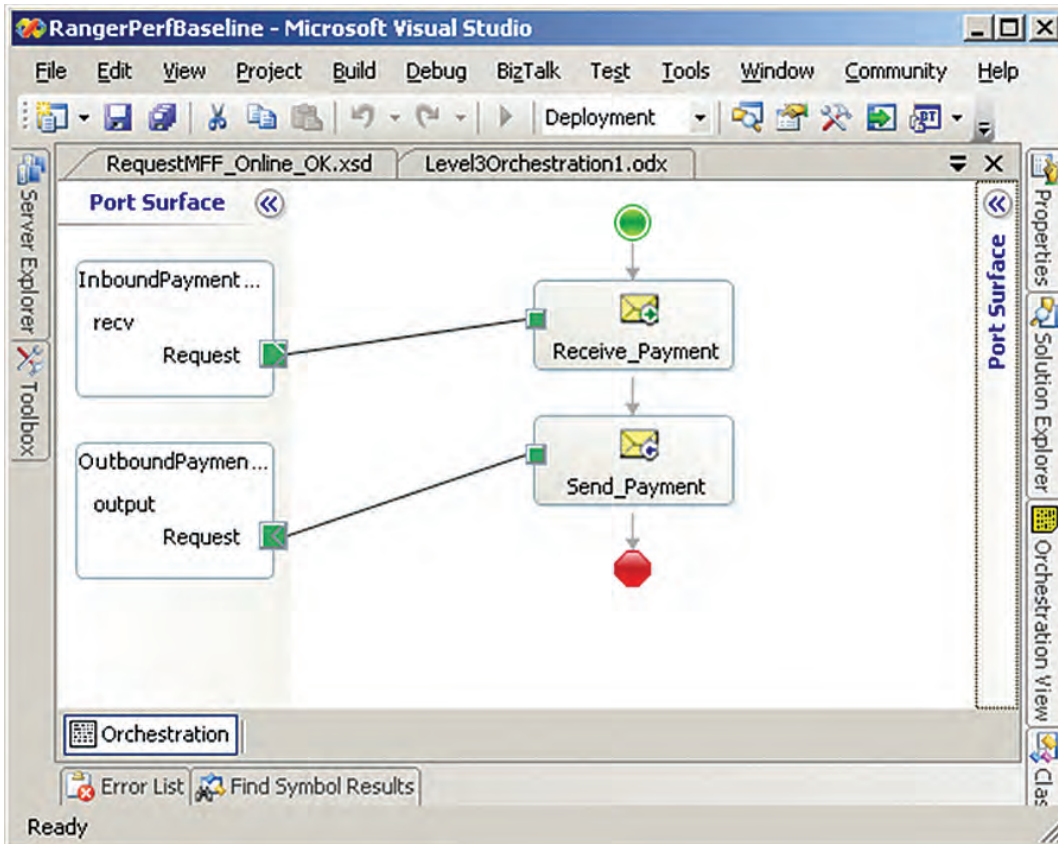 RangerPerfBaseline - Microsoft Visual Studio
File Edit View Project Build Debug BizTalk Test Tools Window Community Help
Deployment
RequestMFF_Online_OK.xsd Level3Orchestration1.odx
Server Explorer
Toolbox
Port Surface
InboundPayment...
recv
Request
OutboundPaymen...
output
Request
Receive_Payment
Send_Payment
Port Surface
Properties
Solution Explorer
Orchestration View
Clas
Orchestration
Error List Find Symbol Results
Ready